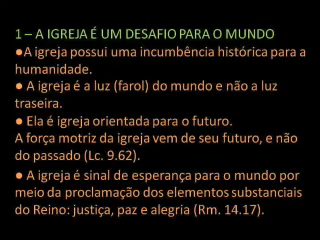 1 – A IGREJA É UM DESAFIO PARA O MUNDO
●A igreja possui uma incumbência histórica para a
humanidade.
● A igreja é a luz (farol) do mundo e não a luz
traseira.
● Ela é igreja orientada para o futuro.
A força motriz da igreja vem de seu futuro, e não
do passado (Lc. 9.62).
● A igreja é sinal de esperança para o mundo por
meio da proclamação dos elementos substanciais
do Reino: justiça, paz e alegria (Rm. 14.17).